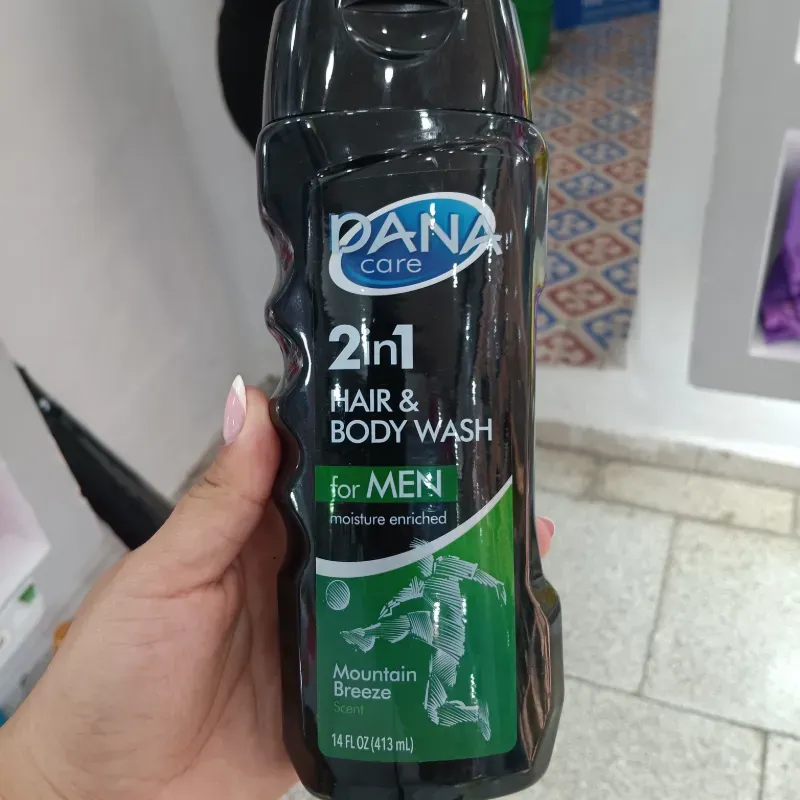 DANA
care
2in1
HAIR &
BODY WASH
for MEN
moisture enriched
Mountain
Breeze
Scent
14 FL OZ (413 mL)